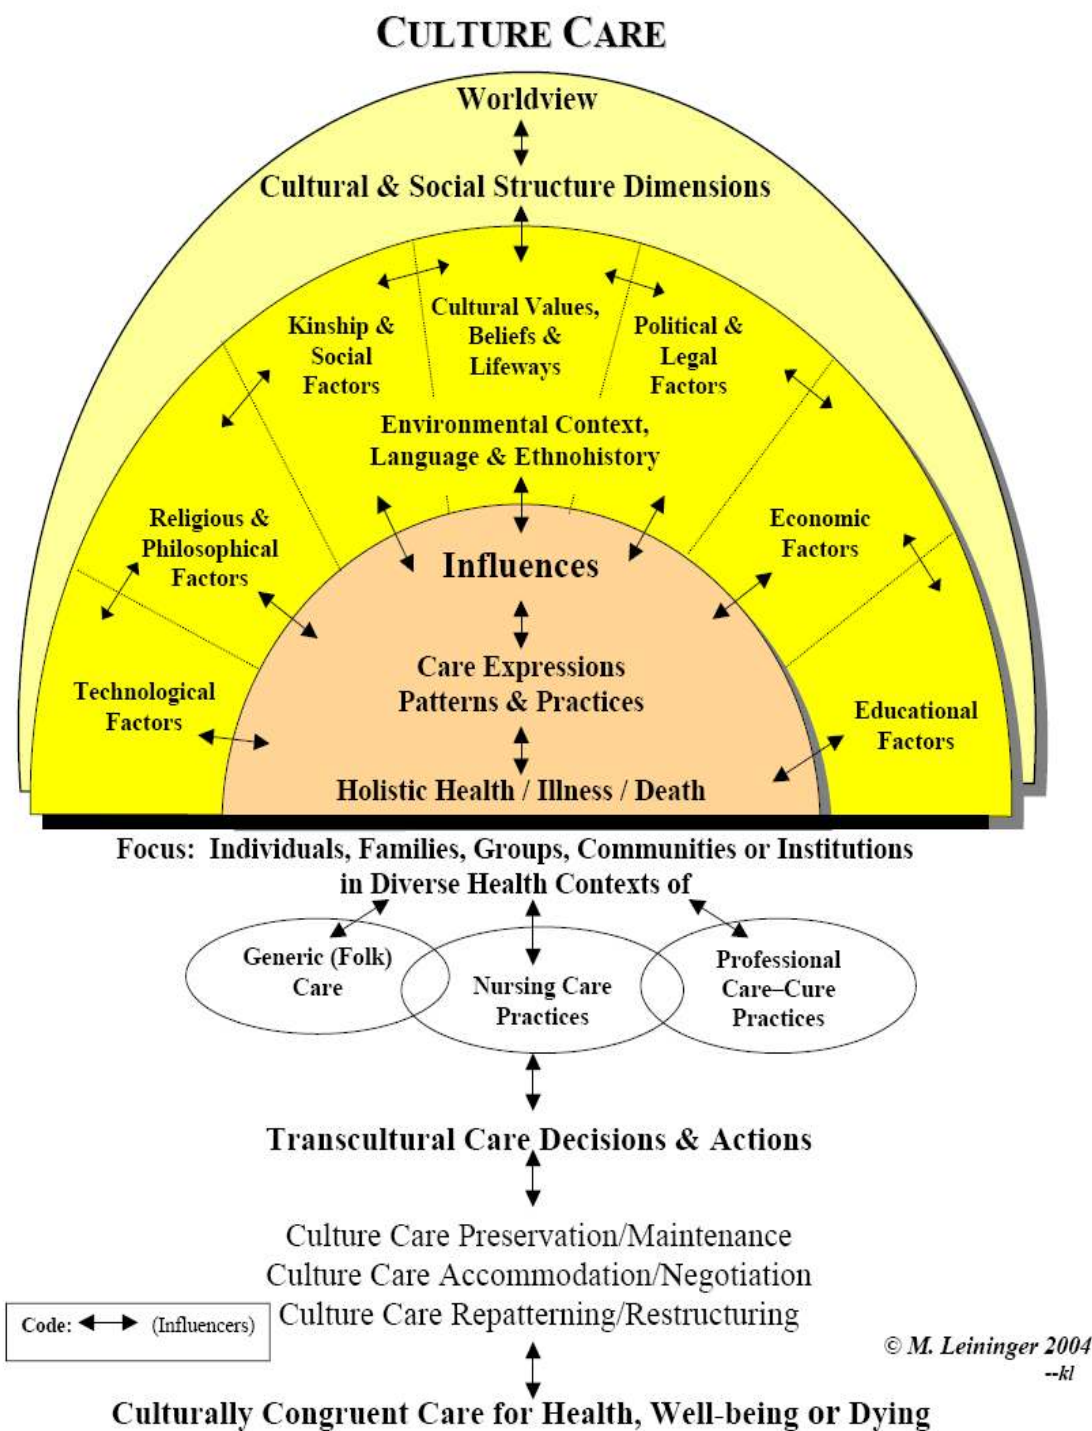 CULTURE CARE
Worldview
Cultural & Social Structure Dimensions
Kinship &
Social
Factors
Cultural Values,
Beliefs &
Lifeways
Political &
Legal
Factors
Environmental Context,
Language & Ethnohistory
Religious &
Philosophical
Factors
Economic
Factors
Technological
Factors
Educational
Factors
Influences
Care Expressions
Patterns & Practices
Holistic Health / Illness / Death
Focus: Individuals, Families, Groups, Communities or Institutions
in Diverse Health Contexts of
Generic (Folk)
Care
Nursing Care
Practices
Professional
Care–Cure
Practices
Transcultural Care Decisions & Actions
Culture Care Preservation/Maintenance
Culture Care Accommodation/Negotiation
Culture Care Repatterning/Restructuring
Code: (Influencers)
© M. Leininger 2004
--kl
Culturally Congruent Care for Health, Well-being or Dying